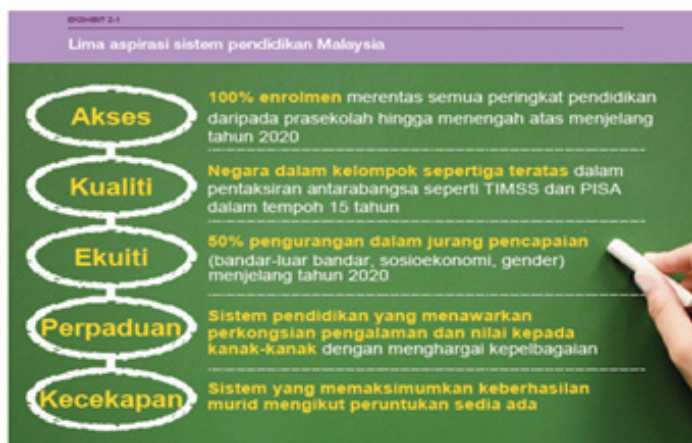 EKSHIBIT 2-1
Lima aspirasi sistem pendidikan Malaysia
Akses
100% enrolmen merentas semua peringkat pendidikan
daripada prasekolah hingga menengah atas menjelang
tahun 2020
Kualiti
Negara dalam kelompok sepertiga teratas dalam
pentaksiran antarabangsa seperti TIMSS dan PISA
dalam tempoh 15 tahun
Ekuiti
50% pengurangan dalam jurang pencapaian
(bandar-luar bandar, sosioekonomi, gender)
menjelang tahun 2020
Perpaduan
Sistem pendidikan yang menawarkan
perkongsian pengalaman dan nilai kepada
kanak-kanak dengan menghargai kepelbagaian
Kecekapan
Sistem yang memaksimumkan keberhasilan
murid mengikut peruntukan sedia ada